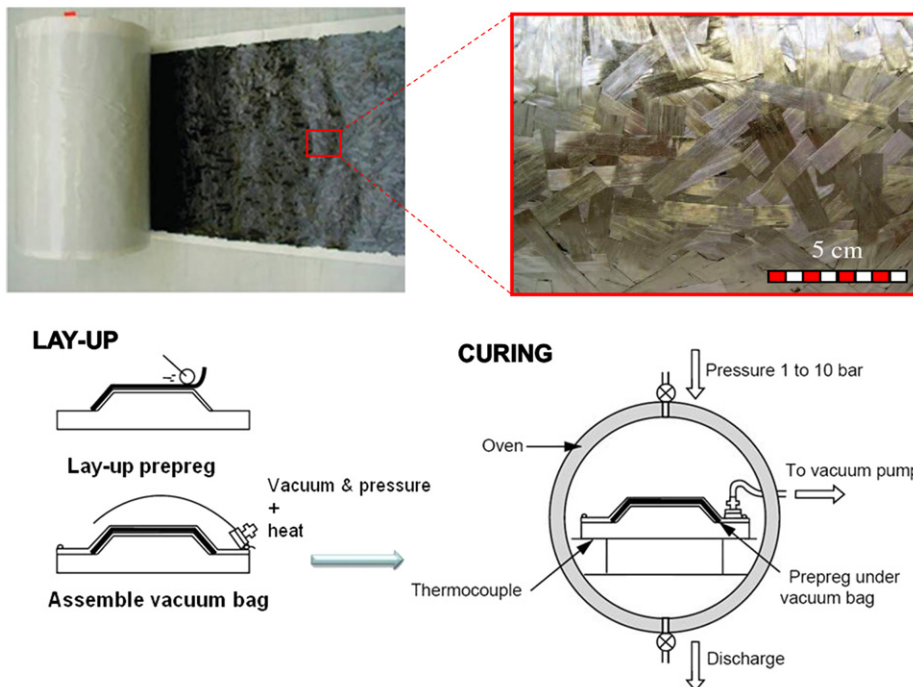 5 cm
LAY-UP
Lay-up prepreg
Vacuum & pressure
+
heat
Assemble vacuum bag
CURING
Pressure 1 to 10 bar
Oven
To vacuum pump
Thermocouple
Prepreg under
vacuum bag
Discharge